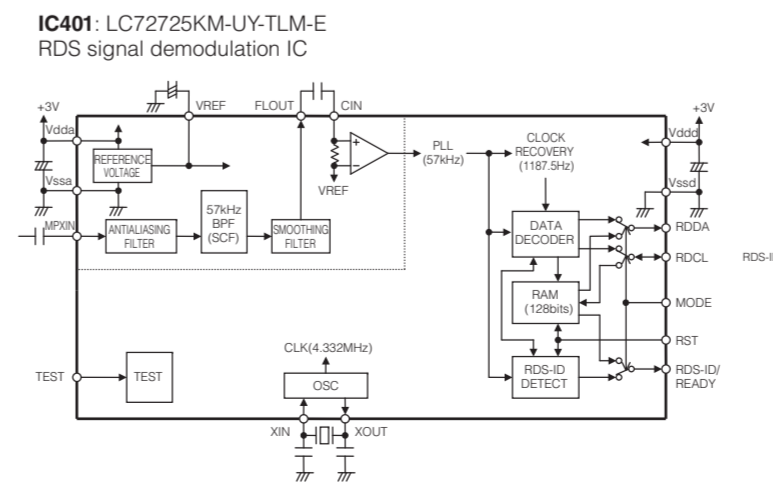 IC401: LC72725KM-UY-TLM-E
RDS signal demodulation IC
+3V
VREF
FLOUT
CIN
+3V
Vdda
Vddd
REFERENCE
VOLTAGE
+
−
PLL
(57kHz)
CLOCK
RECOVERY
(1187.5Hz)
Vssa
VREF
Vssd
MPXIN
ANTIALIASING
FILTER
57kHz
BPF
(SCF)
SMOOTHING
FILTER
DATA
DECODER
RDDA
RDCL
RDS-I
RAM
(128bits)
MODE
RST
CLK(4.332MHz)
TEST
TEST
OSC
RDS-ID
DETECT
RDS-ID/
READY
XIN
XOUT